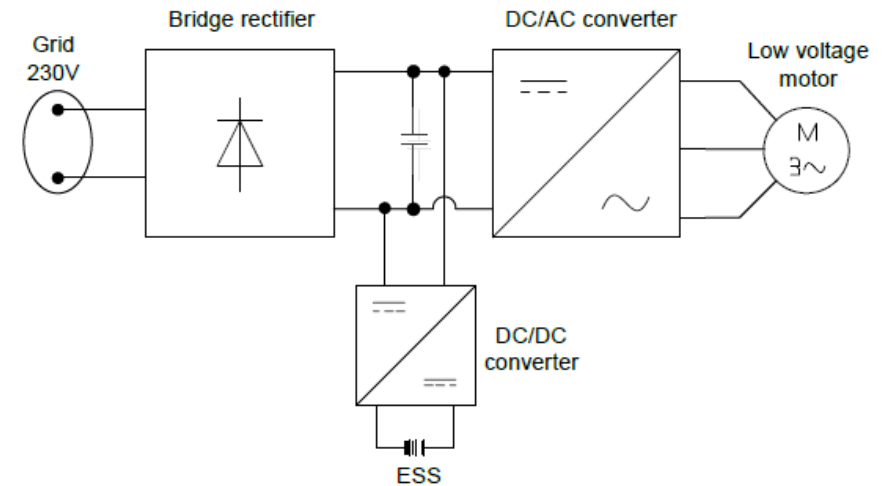 Bridge rectifier
DC/AC converter
Grid
230V
Low voltage
motor
M
3~
DC/DC
converter
ESS